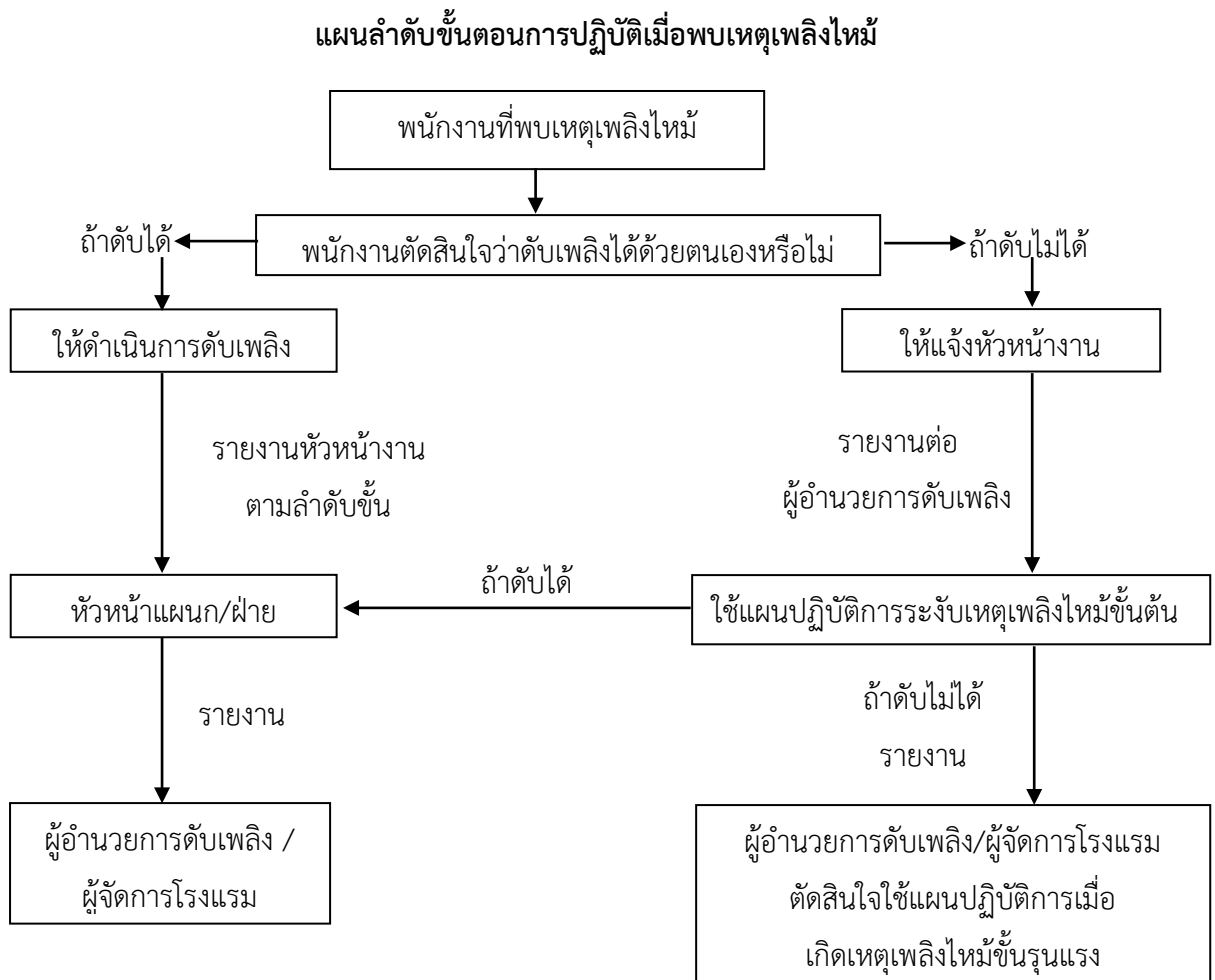 แผนลำดับขั้นตอนการปฏิบัติเมื่อพบเหตุเพลิงไหม้
พนักงานที่พบเหตุเพลิงไหม้
ถ้าดับได้
พนักงานตัดสินใจว่าดับเพลิงได้ด้วยตนเองหรือไม่
ถ้าดับไม่ได้
ให้ดำเนินการดับเพลิง
ให้แจ้งหัวหน้างาน
รายงานหัวหน้างาน
ตามลำดับขั้น
รายงานต่อ
ผู้อำนวยการดับเพลิง
หัวหน้าแผนก/ฝ่าย
ถ้าดับได้
ใช้แผนปฏิบัติการระงับเหตุเพลิงไหม้ขั้นต้น
รายงาน
ถ้าดับไม่ได้
รายงาน
ผู้อำนวยการดับเพลิง /
ผู้จัดการโรงแรม
ผู้อำนวยการดับเพลิง/ผู้จัดการโรงแรม
ตัดสินใจใช้แผนปฏิบัติการเมื่อ
เกิดเหตุเพลิงไหม้ขั้นรุนแรง